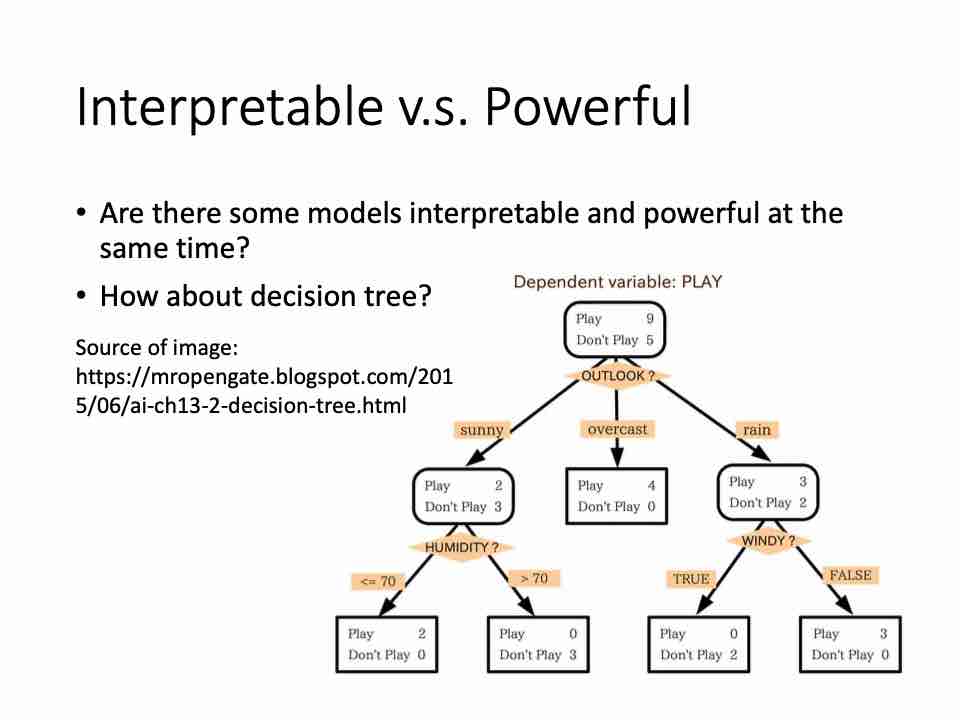 Interpretable v.s. Powerful
• Are there some models interpretable and powerful at the
same time?
• How about decision tree?
Source of image:
https://mropengate.blogspot.com/201
5/06/ai-ch13-2-decision-tree.html
Dependent variable: PLAY
Play 9
Don't Play 5
OUTLOOK ?
sunny
overcast
rain
Play 2
Don't Play 3
Play 4
Don't Play 0
Play 3
Don't Play 2
HUMIDITY ?
WINDY ?
<= 70
> 70
TRUE
FALSE
Play 2
Don't Play 0
Play 0
Don't Play 3
Play 0
Don't Play 2
Play 3
Don't Play 0